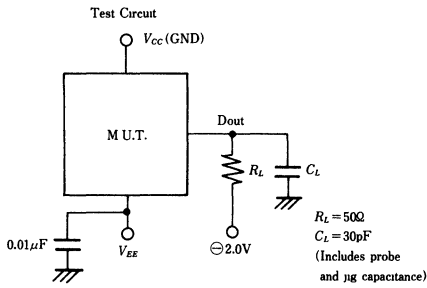 Test Circuit
Vcc (GND)
M U.T.
Dout
RL
CL
⊖2.0V
0.01μF
VEE
RL=50Ω
CL=30pF
(Includes probe
and jig capacitance)